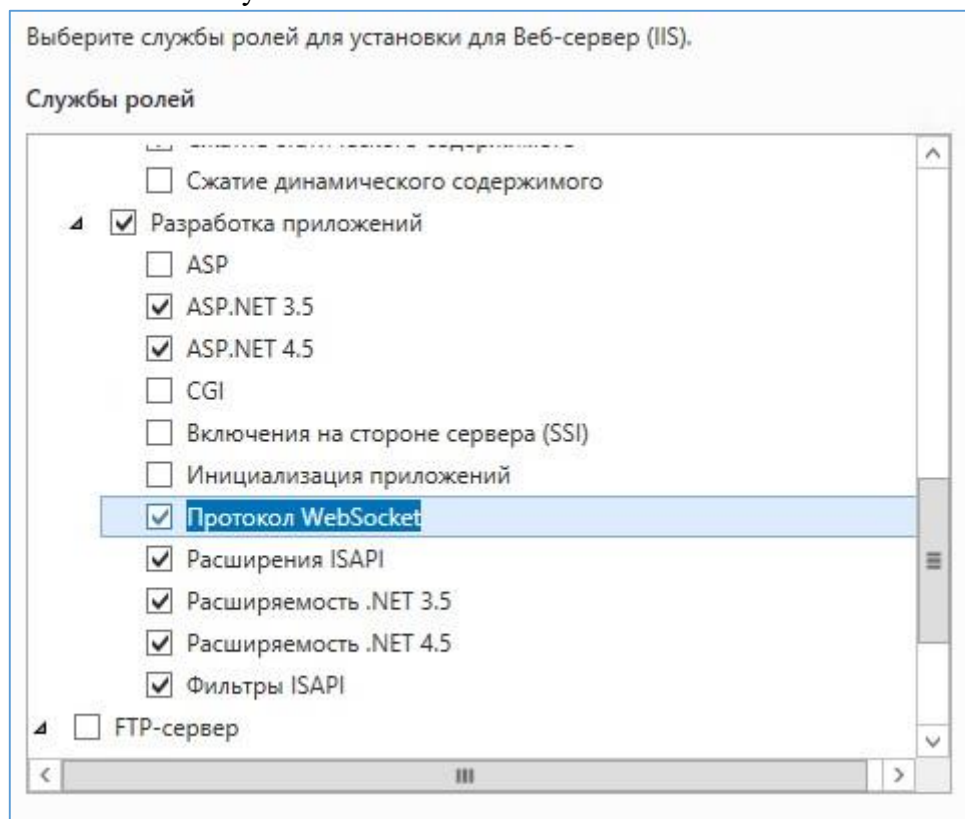 Выберите службы ролей для установки для Веб-сервер (IIS).
Службы ролей
Сжатие динамического содержимого
Разработка приложений
ASP
ASP.NET 3.5
ASP.NET 4.5
CGI
Включения на стороне сервера (SSI)
Инициализация приложений
Протокол WebSocket
Расширения ISAPI
Расширяемость .NET 3.5
Расширяемость .NET 4.5
Фильтры ISAPI
FTP-сервер